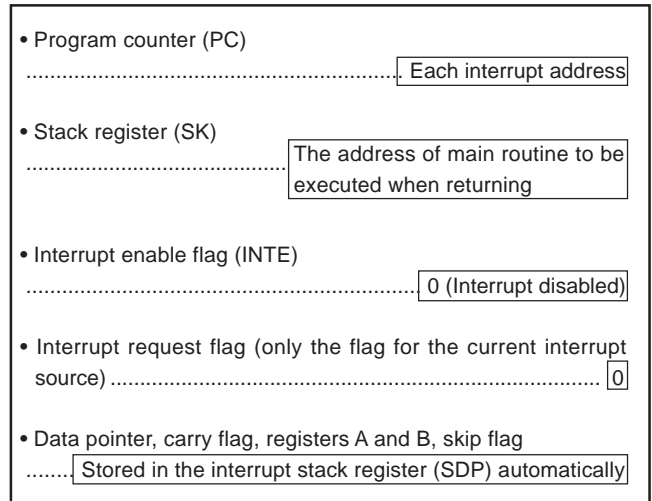 • Program counter (PC)
............................................................... Each interrupt address
• Stack register (SK)
............................................ The address of main routine to be
executed when returning
• Interrupt enable flag (INTE)
.................................................................. 0 (Interrupt disabled)
• Interrupt request flag (only the flag for the current interrupt
source) ..................................................................... 0
• Data pointer, carry flag, registers A and B, skip flag
........ Stored in the interrupt stack register (SDP) automatically